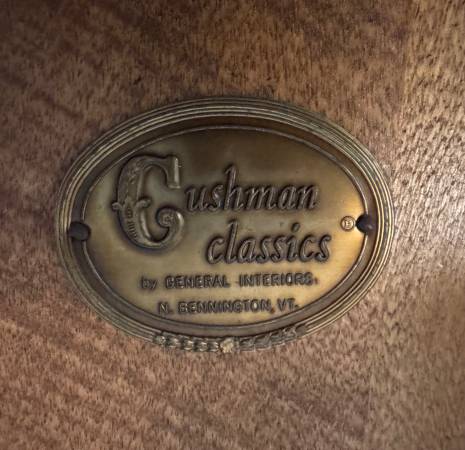 Cushman
classics ®
by GENERAL INTERIORS.
N. BENNINGTON, VT.